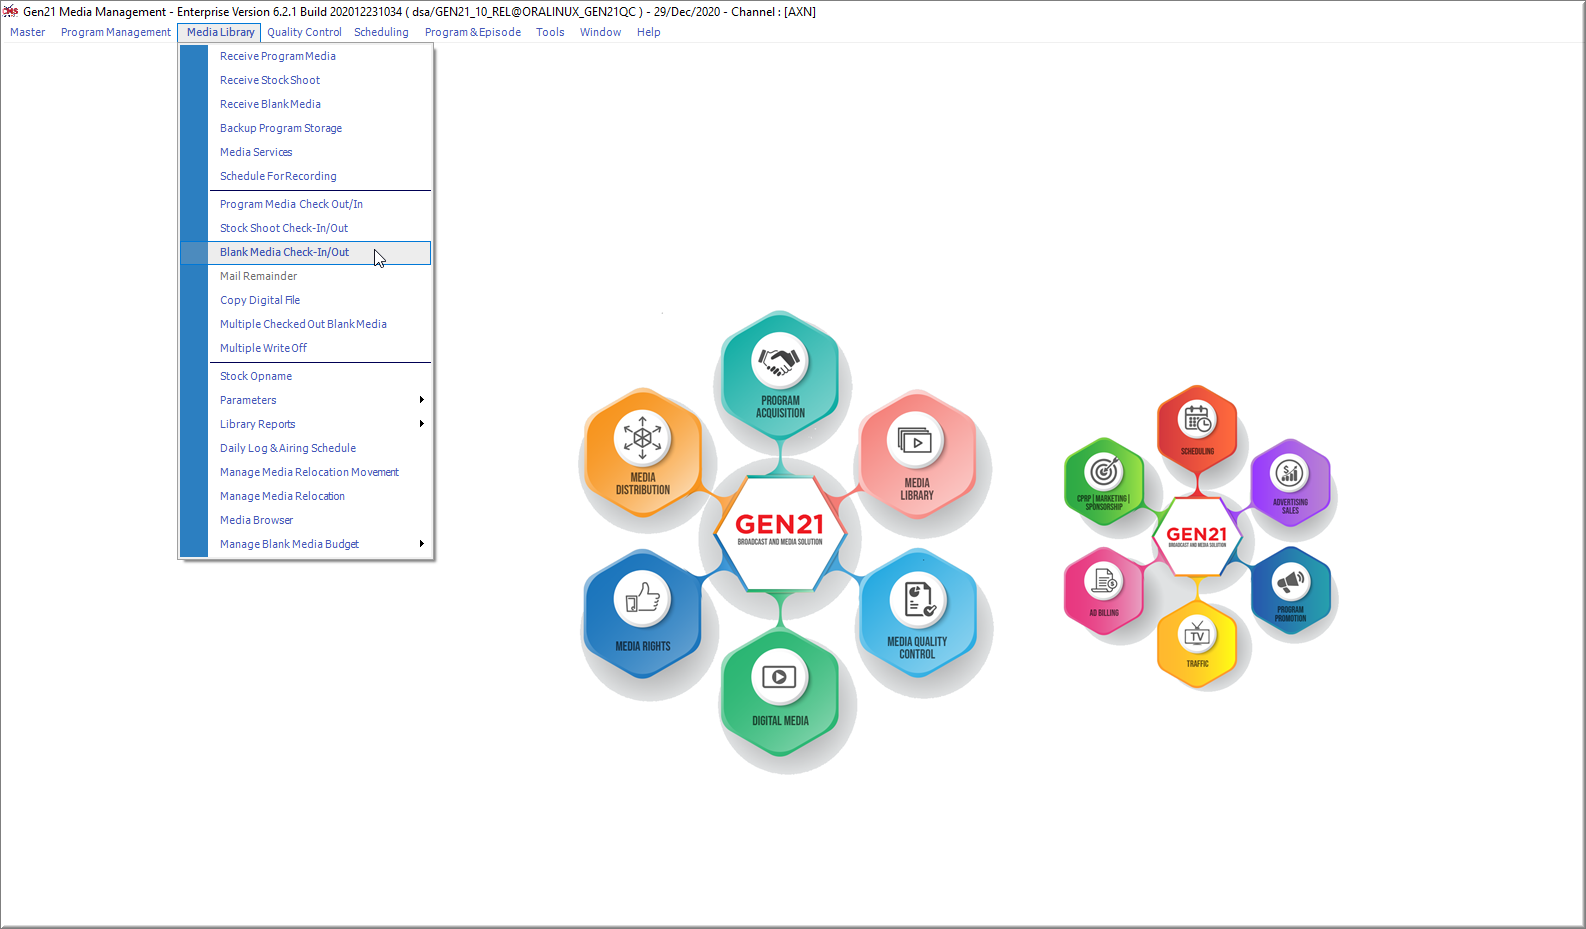 Gen21 Media Management - Enterprise Version 6.2.1 Build 202012231034 ( dsa/GEN21_10_REL@ORALINUX_GEN21QC ) - 29/Dec/2020 - Channel : [AXN]
Master Program Management Media Library Quality Control Scheduling Program & Episode Tools Window Help
Receive Program Media
Receive Stock Shoot
Receive Blank Media
Backup Program Storage
Media Services
Schedule For Recording
Program Media Check Out/In
Stock Shoot Check-In/Out
Blank Media Check-In/Out
Mail Remainder
Copy Digital File
Multiple Checked Out Blank Media
Multiple Write Off
Stock Opname
Parameters
Library Reports
Daily Log & Airing Schedule
Manage Media Relocation Movement
Manage Media Relocation
Media Browser
Manage Blank Media Budget
PROGRAM
ACQUISITION
MEDIA
DISTRIBUTION
MEDIA
LIBRARY
GEN21
BROADCAST AND MEDIA SOLUTION
MEDIA RIGHTS
MEDIA QUALITY
CONTROL
DIGITAL MEDIA
SCHEDULING
CPRP | MARKETING |
SPONSORSHIP
ADVERTISING
SALES
GEN21
BROADCAST AND MEDIA SOLUTION
AD BILLING
PROGRAM
PROMOTION
TV
TRAFFIC